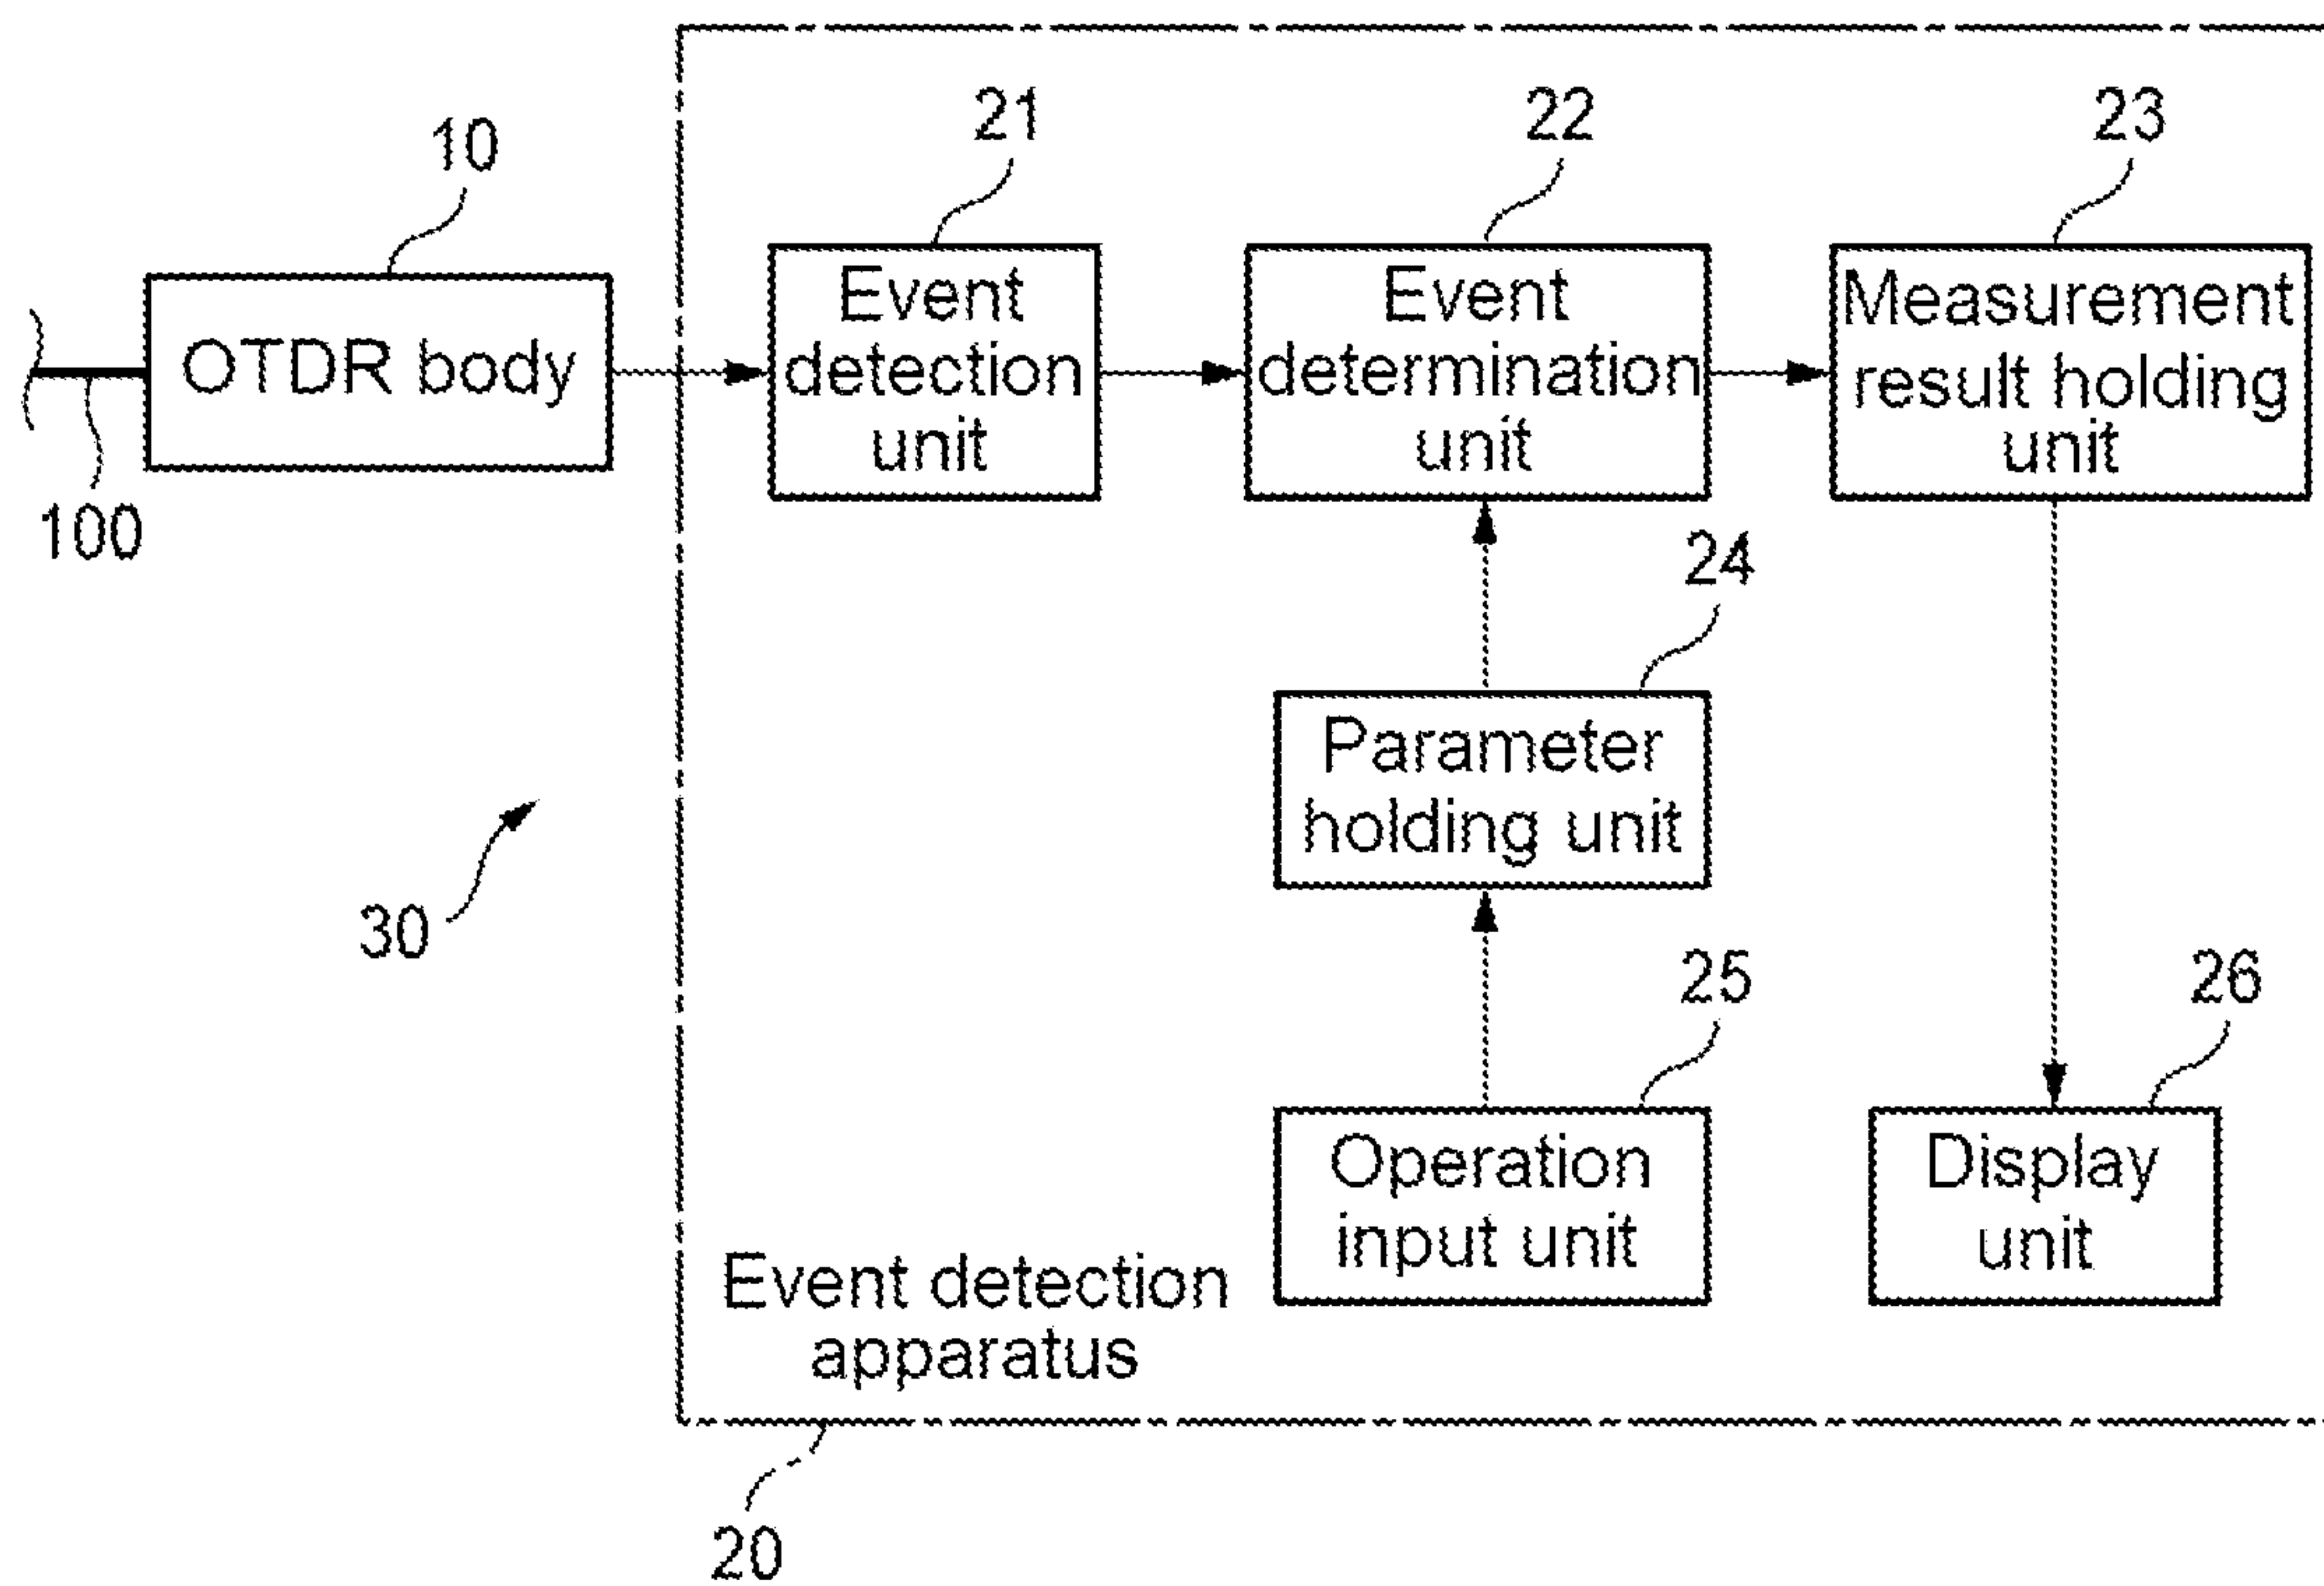 10
21
22
23
OTDR body
Event
detection
unit
Event
determination
unit
Measurement
result holding
unit
100
24
Parameter
holding unit
30
25
26
Operation
input unit
Display
unit
Event detection
apparatus
20